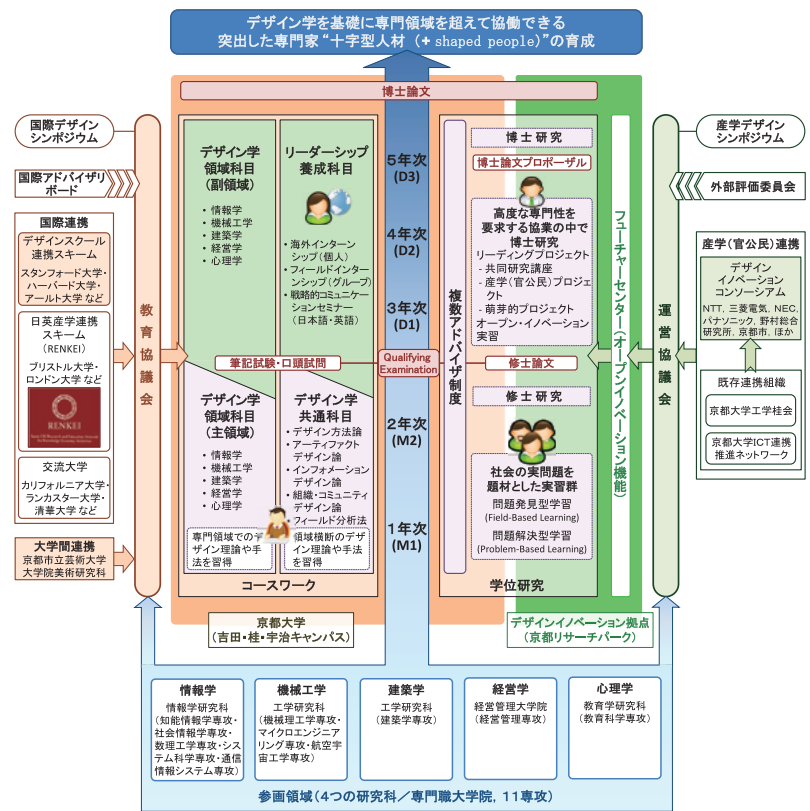 デザイン学を基礎に専門領域を超えて協働できる
突出した専門家“十字型人材（+ shaped people）”の育成
博士論文
国際デザイン
シンポジウム
国際アドバイザリ
ボード
国際連携
デザインスクール
連携スキーム
スタンフォード大学・
ハーバード大学・
アールト大学 など
日英産学連携
スキーム
（RENKEI）
ブリストル大学・
ロンドン大学 など
RENKEI
交流大学
カリフォルニア大学・
ランカスター大学・
清華大学 など
大学間連携
京都市立芸術大学
大学院美術研究科
教育協議会
デザイン学
領域科目
（副領域）
・情報学
・機械工学
・建築学
・経営学
・心理学
リーダーシップ
養成科目
・海外インターン
シップ（個人）
・フィールドインター
ンシップ（グループ）
・戦略的コミュニケー
ションセミナー
（日本語・英語）
筆記試験・口頭試問
デザイン学
領域科目
（主領域）
・情報学
・機械工学
・建築学
・経営学
・心理学
専門領域でのデ
ザイン理論や手
法を習得
デザイン学
共通科目
・デザイン方法論
・アーティファクト
デザイン論
・インフォメーション
デザイン論
・組織・コミュニティ
デザイン論
・フィールド分析法
領域横断のデ
ザイン理論や手法
を習得
コースワーク
京都大学
（吉田・桂・宇治キャンパス）
5年次
(D3)
4年次
(D2)
3年次
(D1)
Qualifying
Examination
2年次
(M2)
1年次
(M1)
複数アドバイザ制度
博士研究
博士論文プロポーザル
高度な専門性を
要求する協業の中で
博士研究
リーディングプロジェクト
- 共同研究講座
- 産学（官公民）プロジェ
クト
- 萌芽的プロジェクト
オープン・イノベーション
実習
修士論文
修士研究
社会の実問題を
題材とした実習群
問題発見型学習
(Field-Based Learning)
問題解決型学習
(Problem-Based Learning)
学位研究
フューチャーセンター（オープンイノベーション機能）
デザインイノベーション拠点
（京都リサーチパーク）
運営協議会
産学デザイン
シンポジウム
外部評価委員会
産学（官公民）連携
デザイン
イノベーション
コンソーシアム
NTT, 三菱電気, NEC,
パナソニック, 野村総合
研究所, 京都市, ほか
既存連携組織
京都大学工学桂会
京都大学ICT連携
推進ネットワーク
情報学
情報学研究科
（知能情報学専攻・
社会情報学専攻・
数理工学専攻・シス
テム科学専攻・通信
情報システム専攻）
機械工学
工学研究科
（機械理工学専攻・
マイクロエンジニア
リング専攻・航空宇
宙工学専攻）
建築学
工学研究科
（建築学専攻）
経営学
経営管理大学院
（経営管理専攻）
心理学
教育学研究科
（教育科学専攻）
参画領域（4つの研究科／専門職大学院，11専攻）